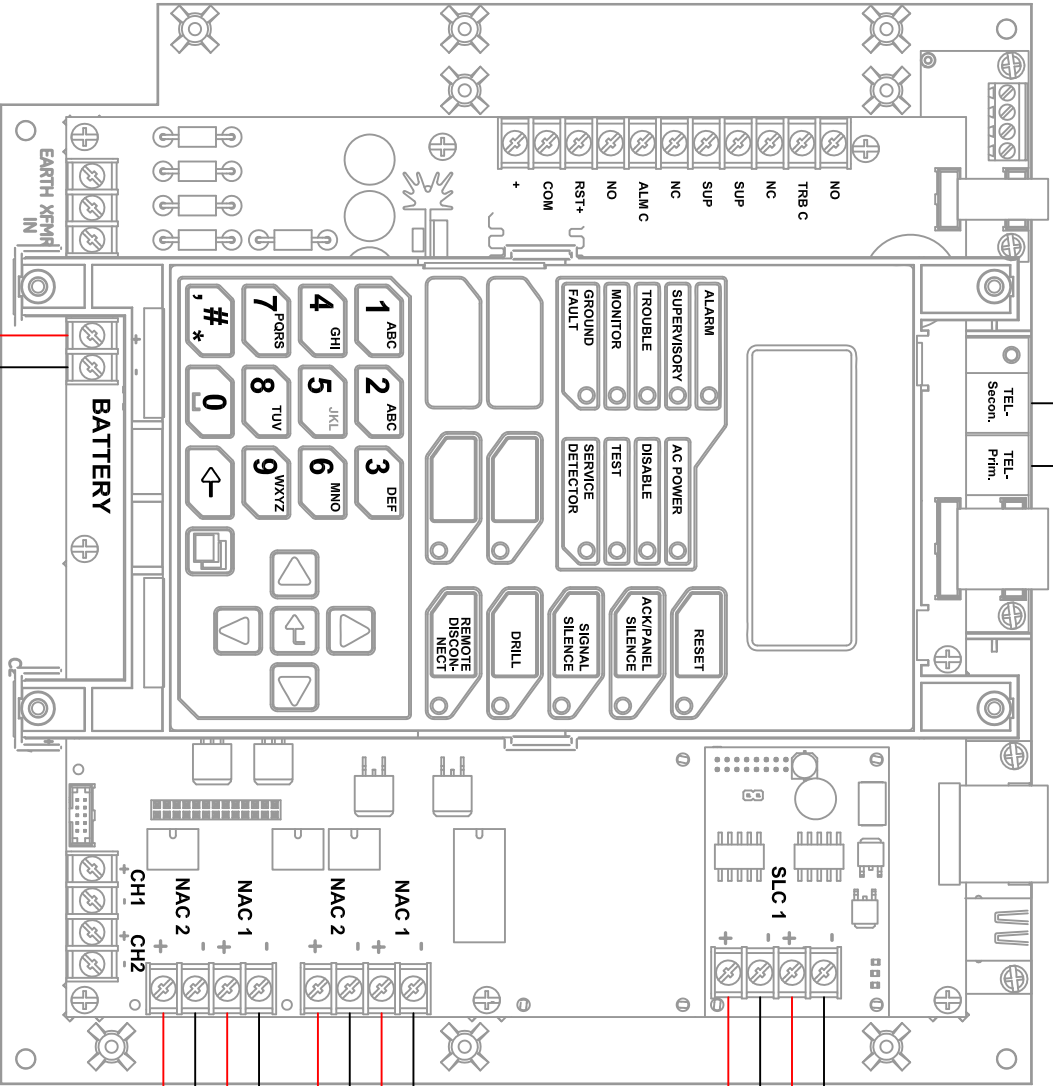 +
COM
RST+
NO
ALM C
NC
SUP
SUP
NC
TRB C
NO
EARTH XFMR
IN
+
-
BATTERY
1 ABC
2 ABC
3 DEF
4 GHI
5 JKL
6 MNO
7 PQRS
8 TUV
9 WXYZ
, # *
0
ALARM
SUPERVISORY
TROUBLE
MONITOR
GROUND
FAULT
AC POWER
DISABLE
TEST
SERVICE
DETECTOR
RESET
ACK/PANEL
SILENCE
SIGNAL
SILENCE
DRILL
REMOTE
DISCON-
NECT
TEL-
Secon.
TEL-
Prim.
+
CH1
-
+
CH2
-
NAC 2
+ -
NAC 1
+ -
NAC 2
+ -
NAC 1
+ -
SLC 1
+ - + -